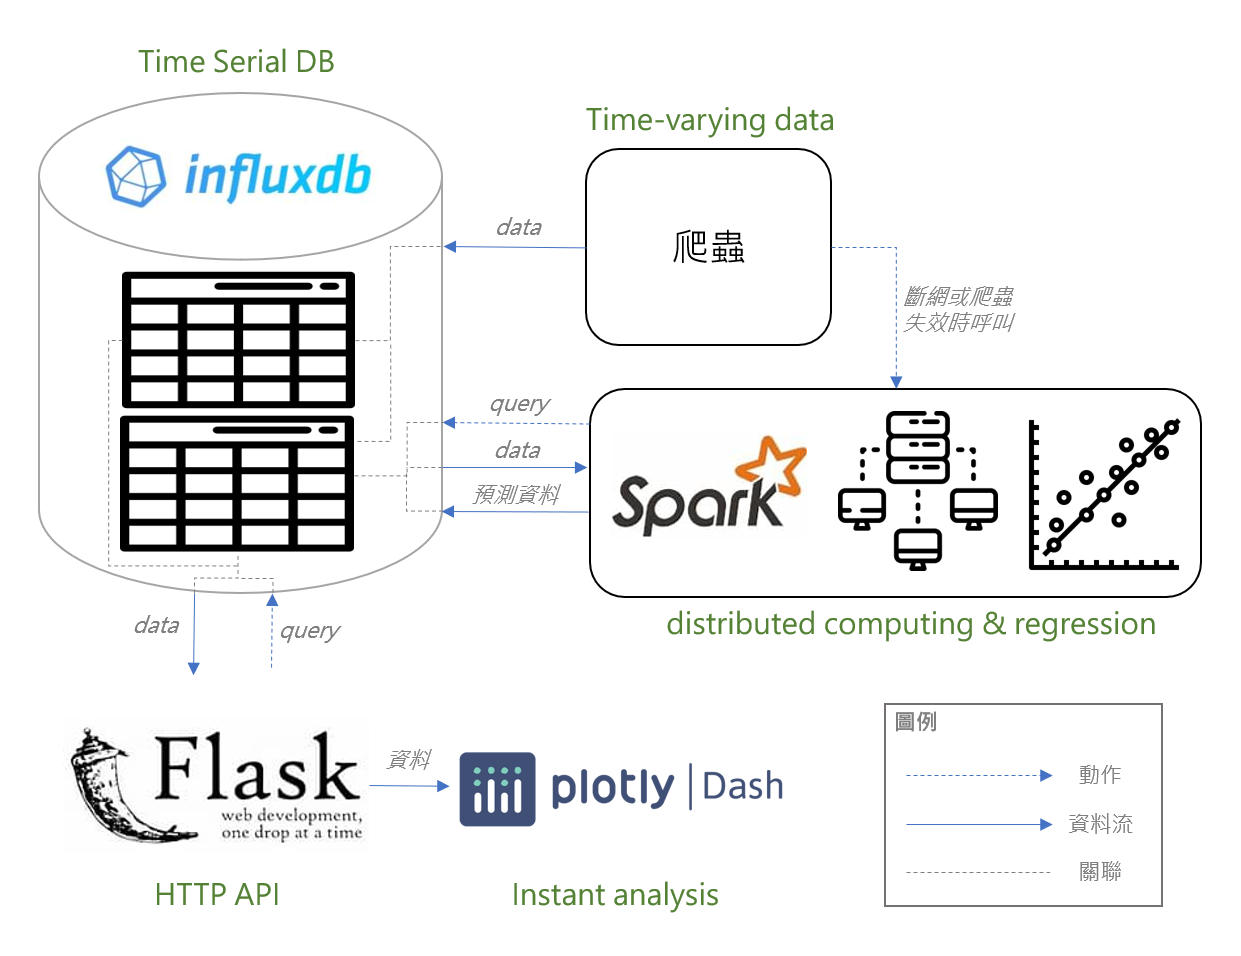 Time Serial DB
influxdb
Time-varying data
爬蟲
data
斷網或爬蟲
失效時呼叫
query
data
預測資料
Spark
distributed computing & regression
data
query
Flask
web development,
one drop at a time
資料
plotly | Dash
HTTP API
Instant analysis
圖例
動作
資料流
關聯